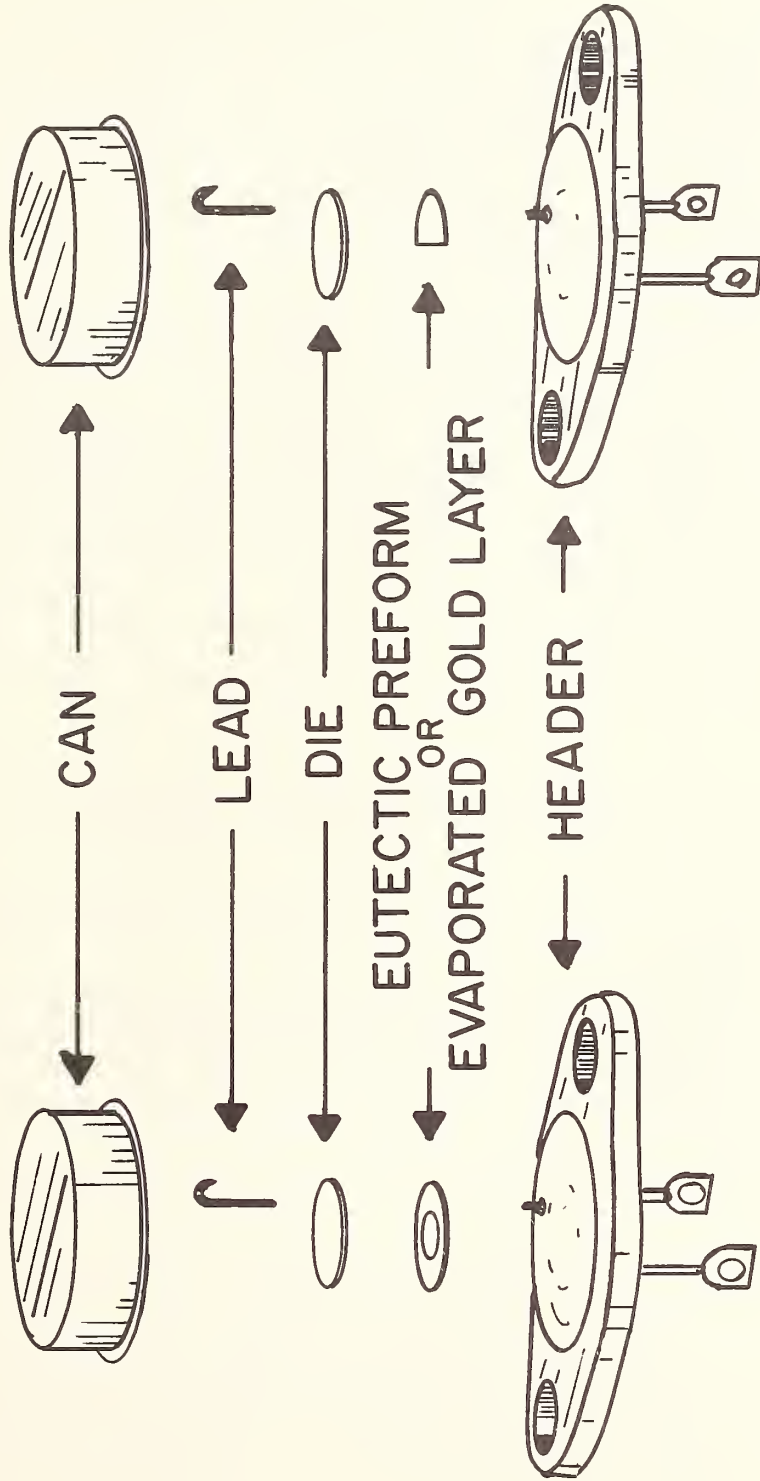 CAN
LEAD
DIE
EUTECTIC PREFORM
OR
EVAPORATED GOLD LAYER
HEADER